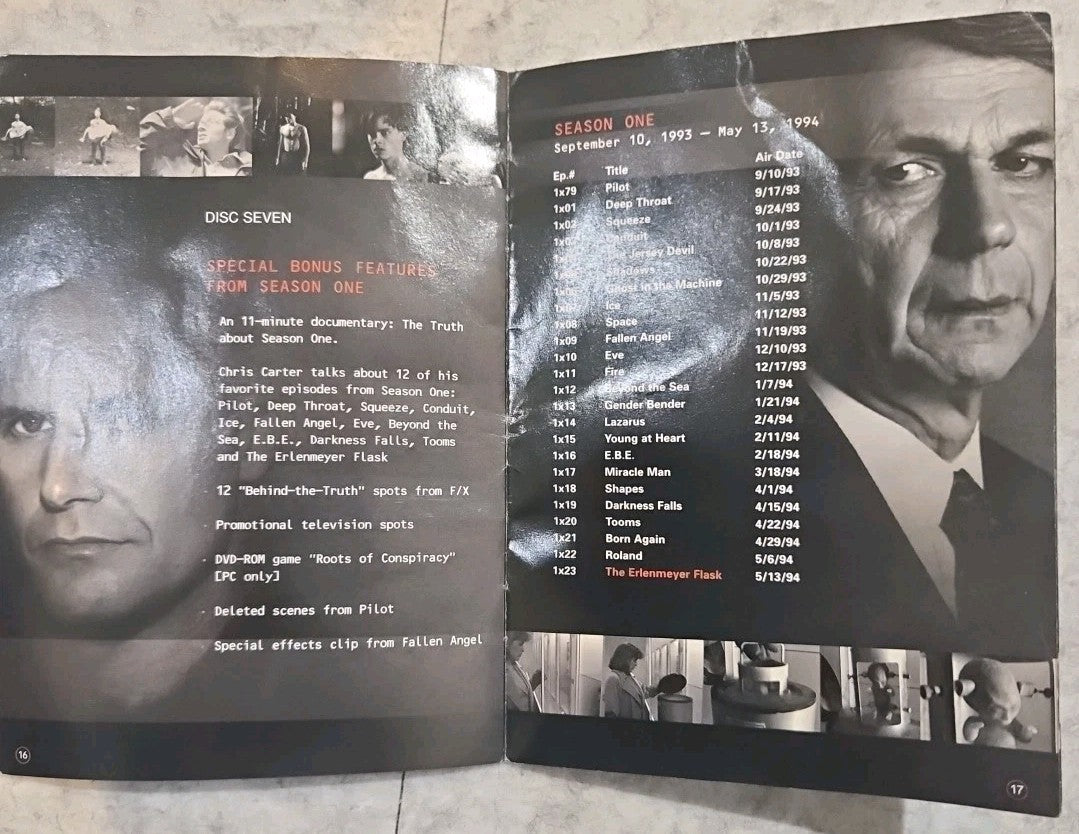 DISC SEVEN
SPECIAL BONUS FEATURES
FROM SEASON ONE
An 11-minute documentary: The Truth
about Season One.
Chris Carter talks about 12 of his
favorite episodes from Season One:
Pilot, Deep Throat, Squeeze, Conduit,
Ice, Fallen Angel, Eve, Beyond the
Sea, E.B.E., Darkness Falls, Tooms
and The Erlenmeyer Flask
· 12 "Behind-the-Truth" spots from F/X
· Promotional television spots
· DVD-ROM game "Roots of Conspiracy"
[PC only]
· Deleted scenes from Pilot
· Special effects clip from Fallen Angel
16
SEASON ONE
September 10, 1993 — May 13, 1994
Ep.# Title Air Date
1x79 Pilot 9/10/93
1x01 Deep Throat 9/17/93
1x02 Squeeze 9/24/93
Conduit 10/1/93
Jersey Devil 10/8/93
Shadows 10/22/93
Ghost in the Machine 10/29/93
Ice 11/5/93
1x08 Space 11/12/93
1x09 Fallen Angel 11/19/93
1x10 Eve 12/10/93
1x11 Fire 12/17/93
1x12 Beyond the Sea 1/7/94
1x13 Gender Bender 1/21/94
1x14 Lazarus 2/4/94
1x15 Young at Heart 2/11/94
1x16 E.B.E. 2/18/94
1x17 Miracle Man 3/18/94
1x18 Shapes 4/1/94
1x19 Darkness Falls 4/15/94
1x20 Tooms 4/22/94
1x21 Born Again 4/29/94
1x22 Roland 5/6/94
1x23 The Erlenmeyer Flask 5/13/94
17